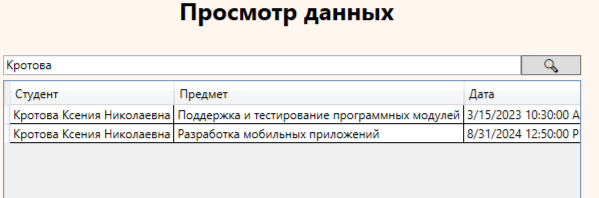 Просмотр данных
Кротова
Студент Предмет Дата
Кротова Ксения Николаевна Поддержка и тестирование программных модулей 3/15/2023 10:30:00 A
Кротова Ксения Николаевна Разработка мобильных приложений 8/31/2024 12:50:00 P